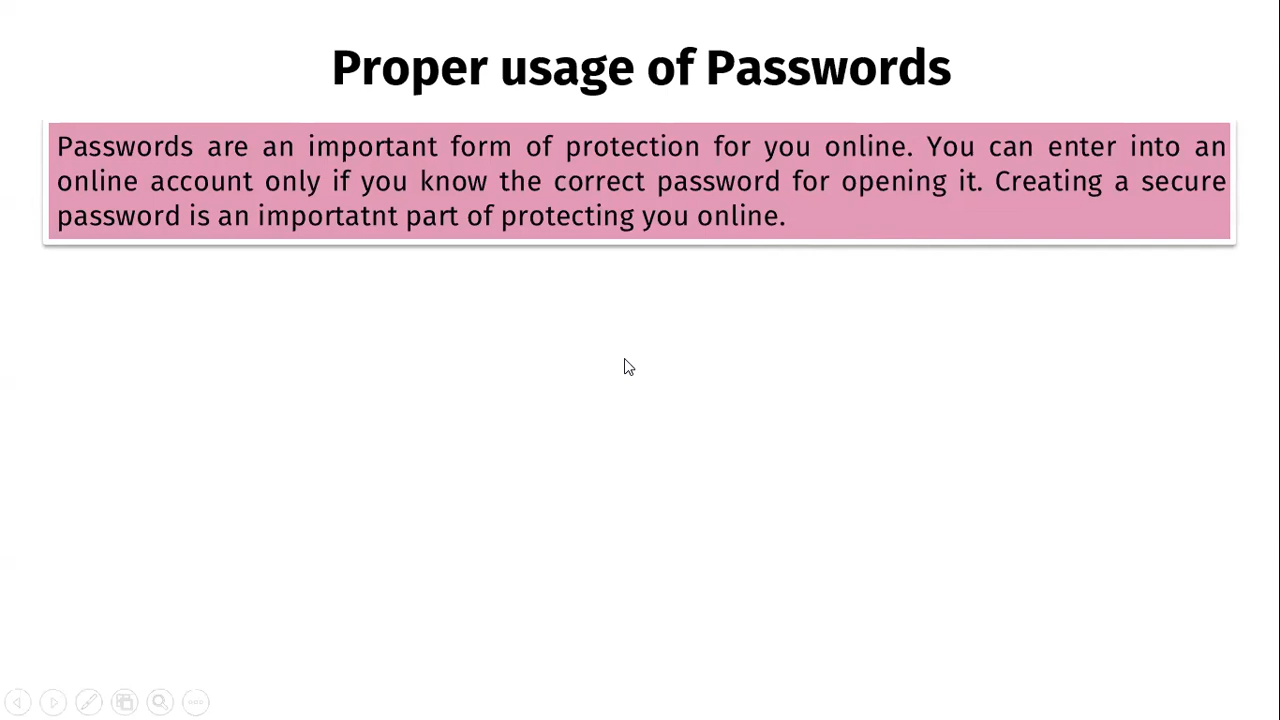 Proper usage of Passwords
Passwords are an important form of protection for you online. You can enter into an
online account only if you know the correct password for opening it. Creating a secure
password is an importatnt part of protecting you online.